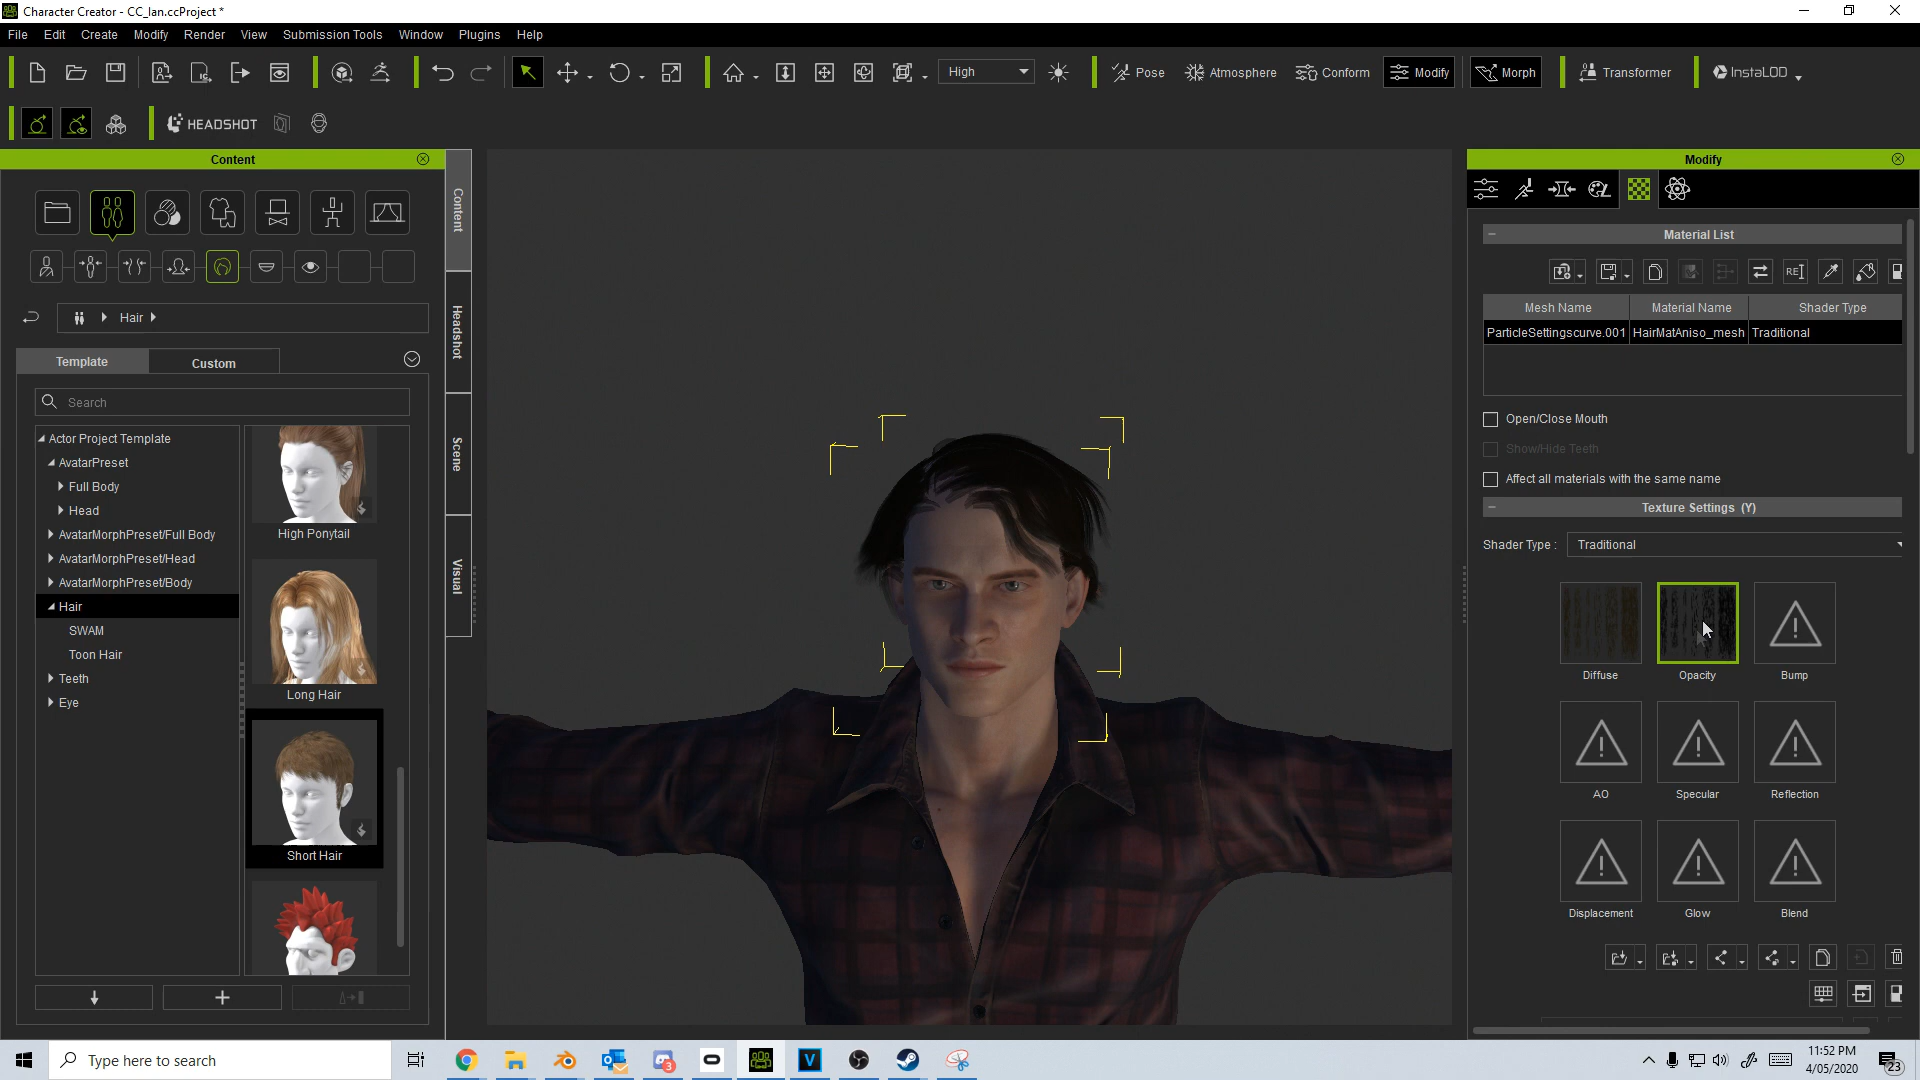 Character Creator - CC_Ian.ccProject *
File Edit Create Modify Render View Submission Tools Window Plugins Help
High Pose Atmosphere Conform Modify Morph Transformer InstaLOD
HEADSHOT
Content
Hair
Template Custom
Search
Actor Project Template
AvatarPreset
Full Body
Head
AvatarMorphPreset/Full Body
AvatarMorphPreset/Head
AvatarMorphPreset/Body
Hair
SWAM
Toon Hair
Teeth
Eye
High Ponytail
Long Hair
Short Hair
Content
Headshot
Scene
Visual
Modify
Material List
REI
Mesh Name Material Name Shader Type
ParticleSettingscurve.001 HairMatAniso_mesh Traditional
Open/Close Mouth
Show/Hide Teeth
Affect all materials with the same name
Texture Settings (Y)
Shader Type : Traditional
Diffuse Opacity Bump
AO Specular Reflection
Displacement Glow Blend
Type here to search
3
V
11:52 PM
4/05/2020
23